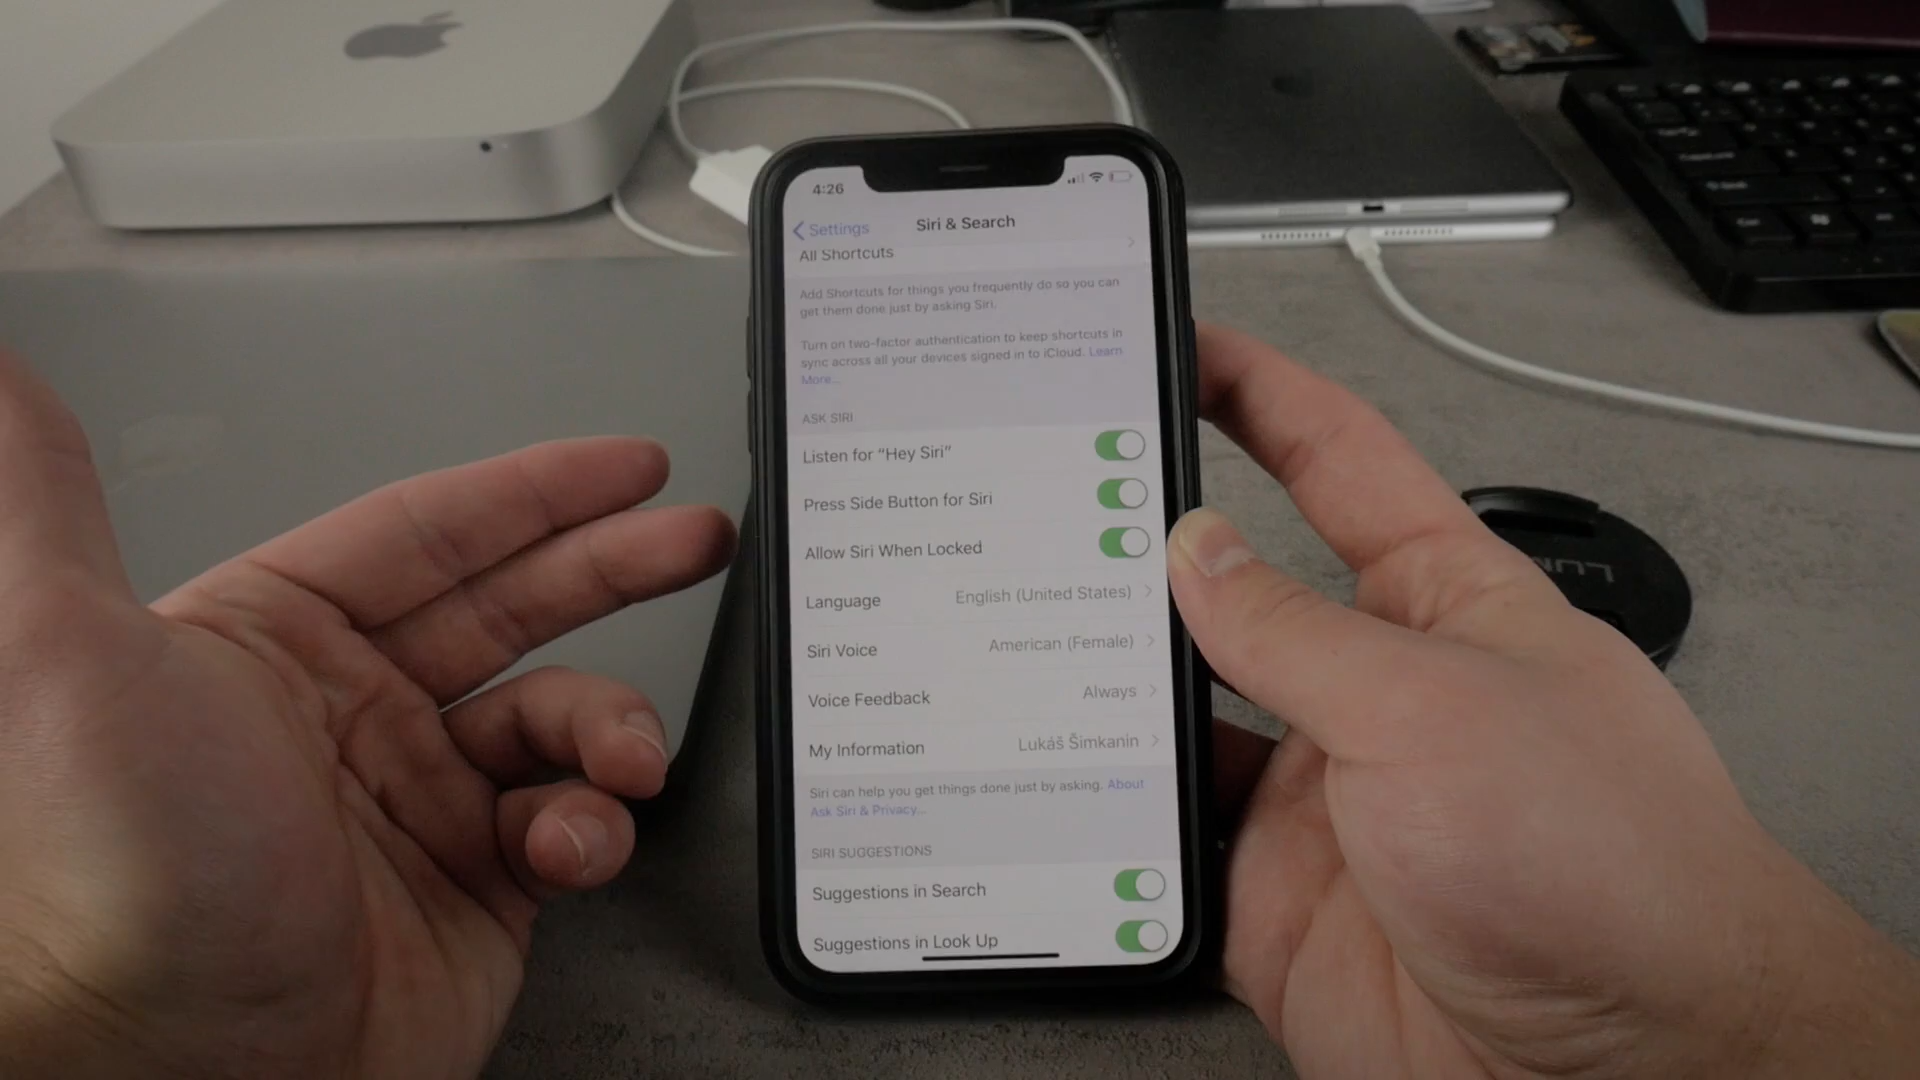 4:26
Settings
Siri & Search
All Shortcuts
Add Shortcuts for things you frequently do so you can
get them done just by asking Siri.
Turn on two-factor authentication to keep shortcuts in
sync across all your devices signed in to iCloud. Learn
More...
ASK SIRI
Listen for “Hey Siri”
Press Side Button for Siri
Allow Siri When Locked
Language English (United States)
Siri Voice American (Female)
Voice Feedback Always
My Information Lukáš Šimkanin
Siri can help you get things done just by asking. About
Ask Siri & Privacy...
SIRI SUGGESTIONS
Suggestions in Search
Suggestions in Look Up